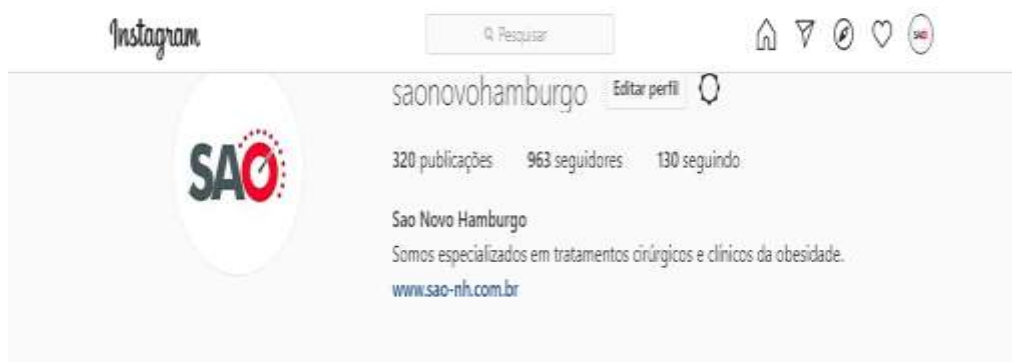 Instagram
Pesquisar
SAO
saonovohamburgo Editar perfil
SAO
320 publicações 963 seguidores 130 seguindo
Sao Novo Hamburgo
Somos especializados em tratamentos cirúrgicos e clínicos da obesidade.
www.sao-nh.com.br